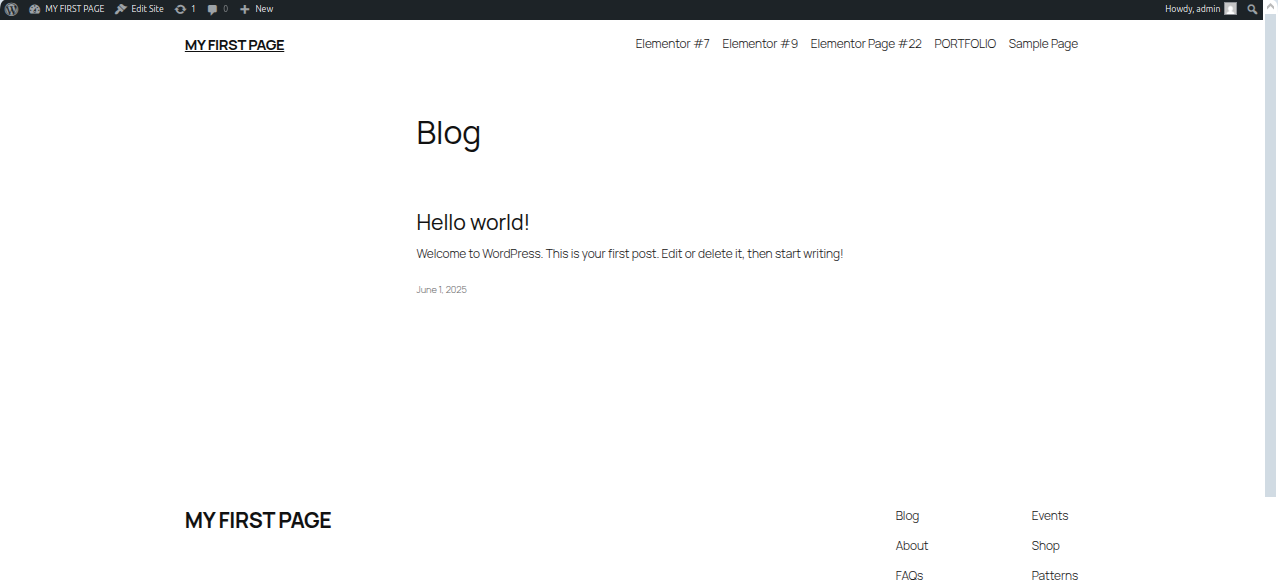 MY FIRST PAGE Edit Site 1 0 New Howdy, admin
MY FIRST PAGE Elementor #7 Elementor #9 Elementor Page #22 PORTFOLIO Sample Page
Blog
Hello world!
Welcome to WordPress. This is your first post. Edit or delete it, then start writing!
June 1, 2025
MY FIRST PAGE Blog Events
About Shop
FAQs Patterns